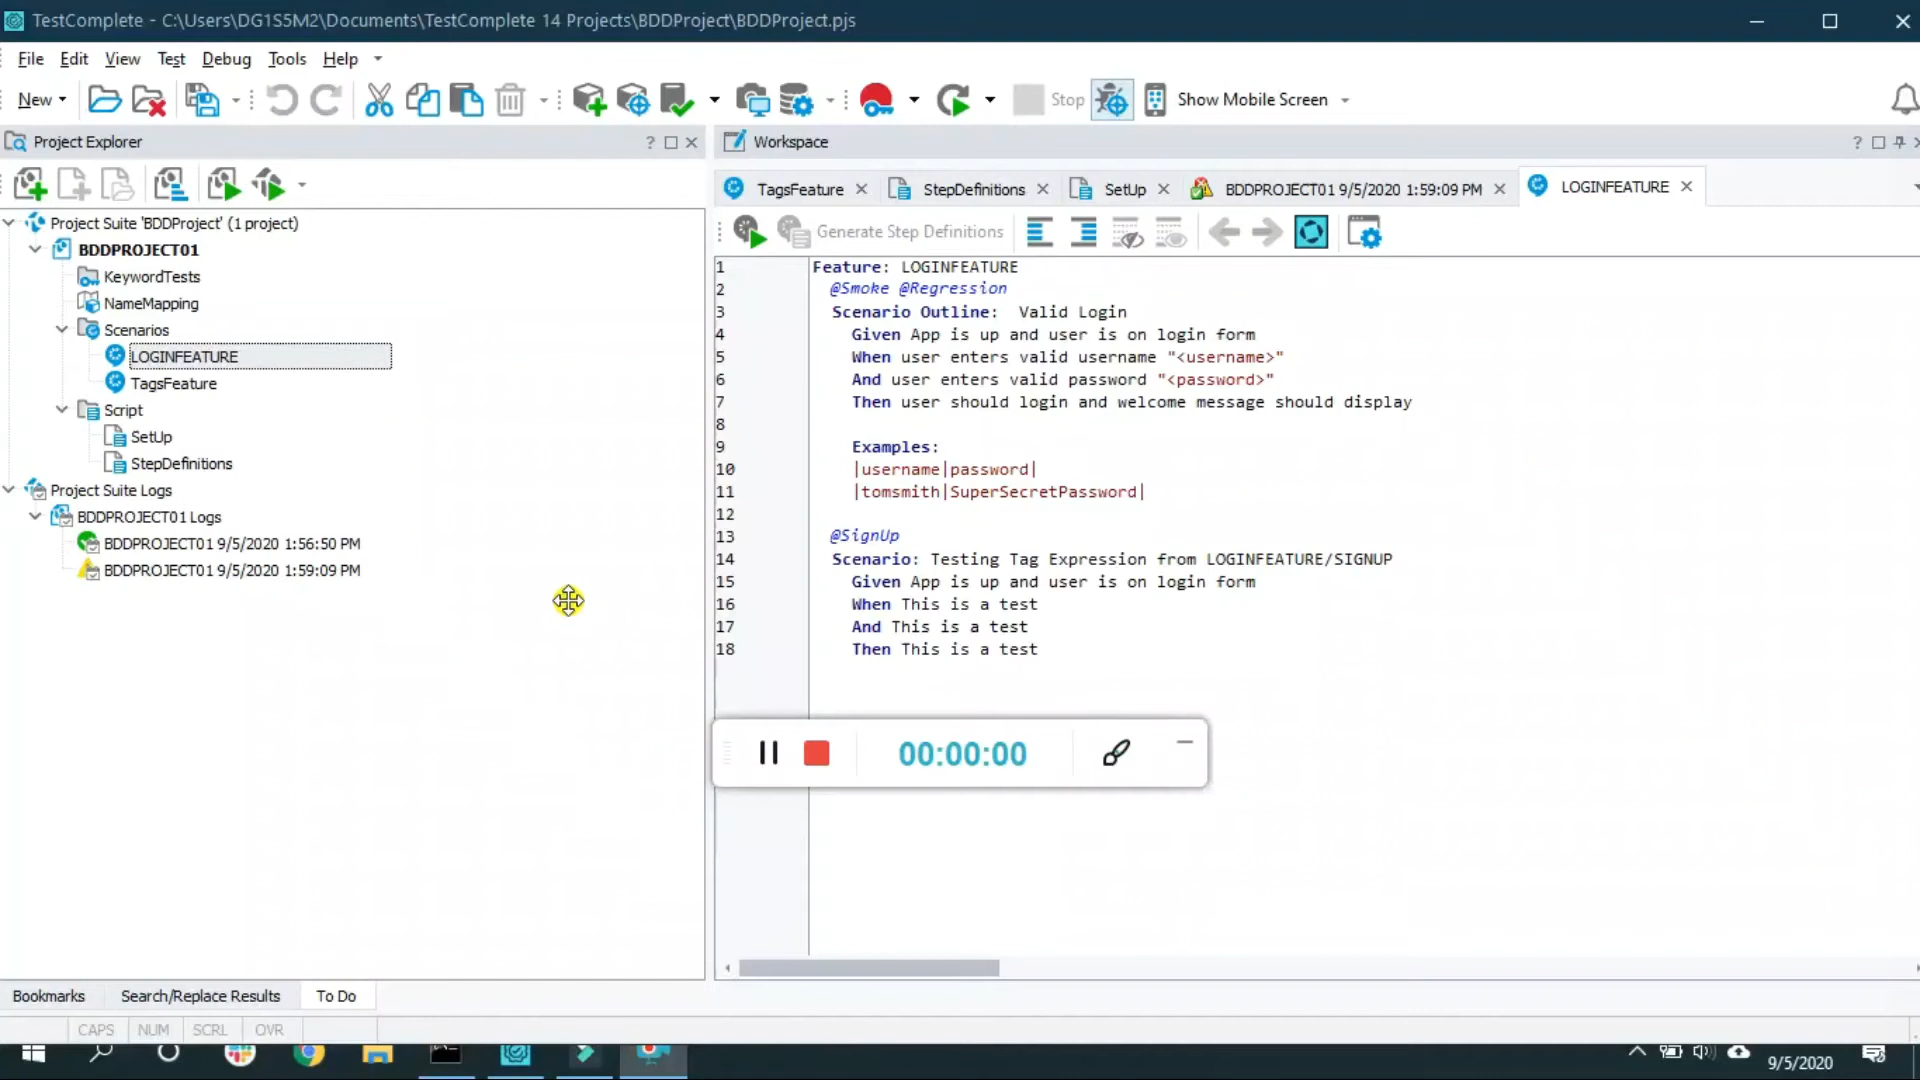 TestComplete - C:\Users\DG1S5M2\Documents\TestComplete 14 Projects\BDDProject\BDDProject.pjs
File Edit View Test Debug Tools Help
New Stop Show Mobile Screen
Project Explorer
Workspace
TagsFeature StepDefinitions SetUp BDDPROJECT01 9/5/2020 1:59:09 PM LOGINFEATURE
Generate Step Definitions
Project Suite 'BDDProject' (1 project)
BDDPROJECT01
KeywordTests
NameMapping
Scenarios
LOGINFEATURE
TagsFeature
Script
SetUp
StepDefinitions
Project Suite Logs
BDDPROJECT01 Logs
BDDPROJECT01 9/5/2020 1:56:50 PM
BDDPROJECT01 9/5/2020 1:59:09 PM
1 Feature: LOGINFEATURE
2 @Smoke @Regression
3 Scenario Outline: Valid Login
4 Given App is up and user is on login form
5 When user enters valid username "<username>"
6 And user enters valid password "<password>"
7 Then user should login and welcome message should display
8
9 Examples:
10 |username|password|
11 |tomsmith|SuperSecretPassword|
12
13 @SignUp
14 Scenario: Testing Tag Expression from LOGINFEATURE/SIGNUP
15 Given App is up and user is on login form
16 When This is a test
17 And This is a test
18 Then This is a test
00:00:00
Bookmarks Search/Replace Results To Do
CAPS NUM SCRL OVR
9/5/2020